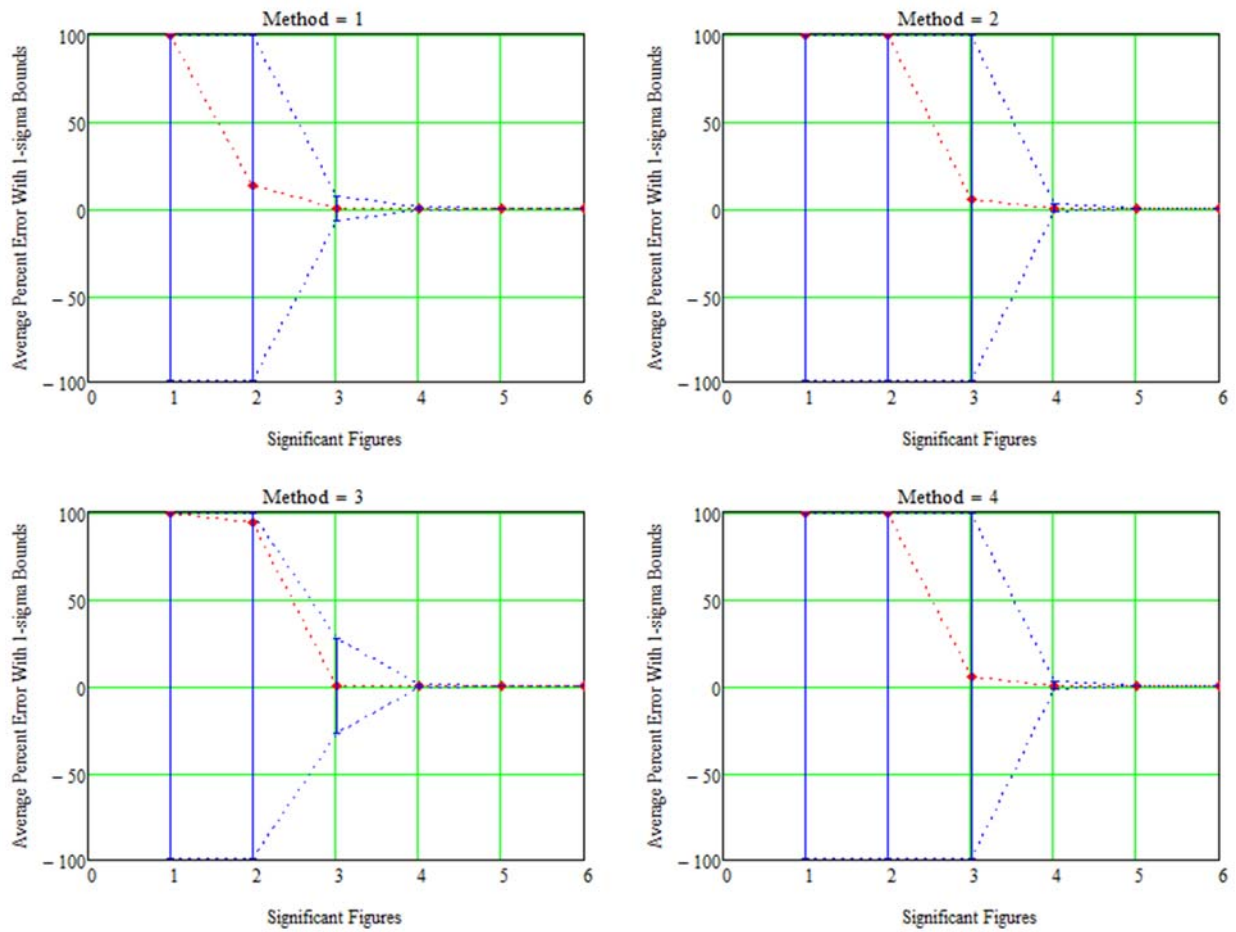 Method = 1
Average Percent Error With 1-sigma Bounds
100
50
0
− 50
− 100
0 1 2 3 4 5 6
Significant Figures
Method = 2
Average Percent Error With 1-sigma Bounds
100
50
0
− 50
− 100
0 1 2 3 4 5 6
Significant Figures
Method = 3
Average Percent Error With 1-sigma Bounds
100
50
0
− 50
− 100
0 1 2 3 4 5 6
Significant Figures
Method = 4
Average Percent Error With 1-sigma Bounds
100
50
0
− 50
− 100
0 1 2 3 4 5 6
Significant Figures